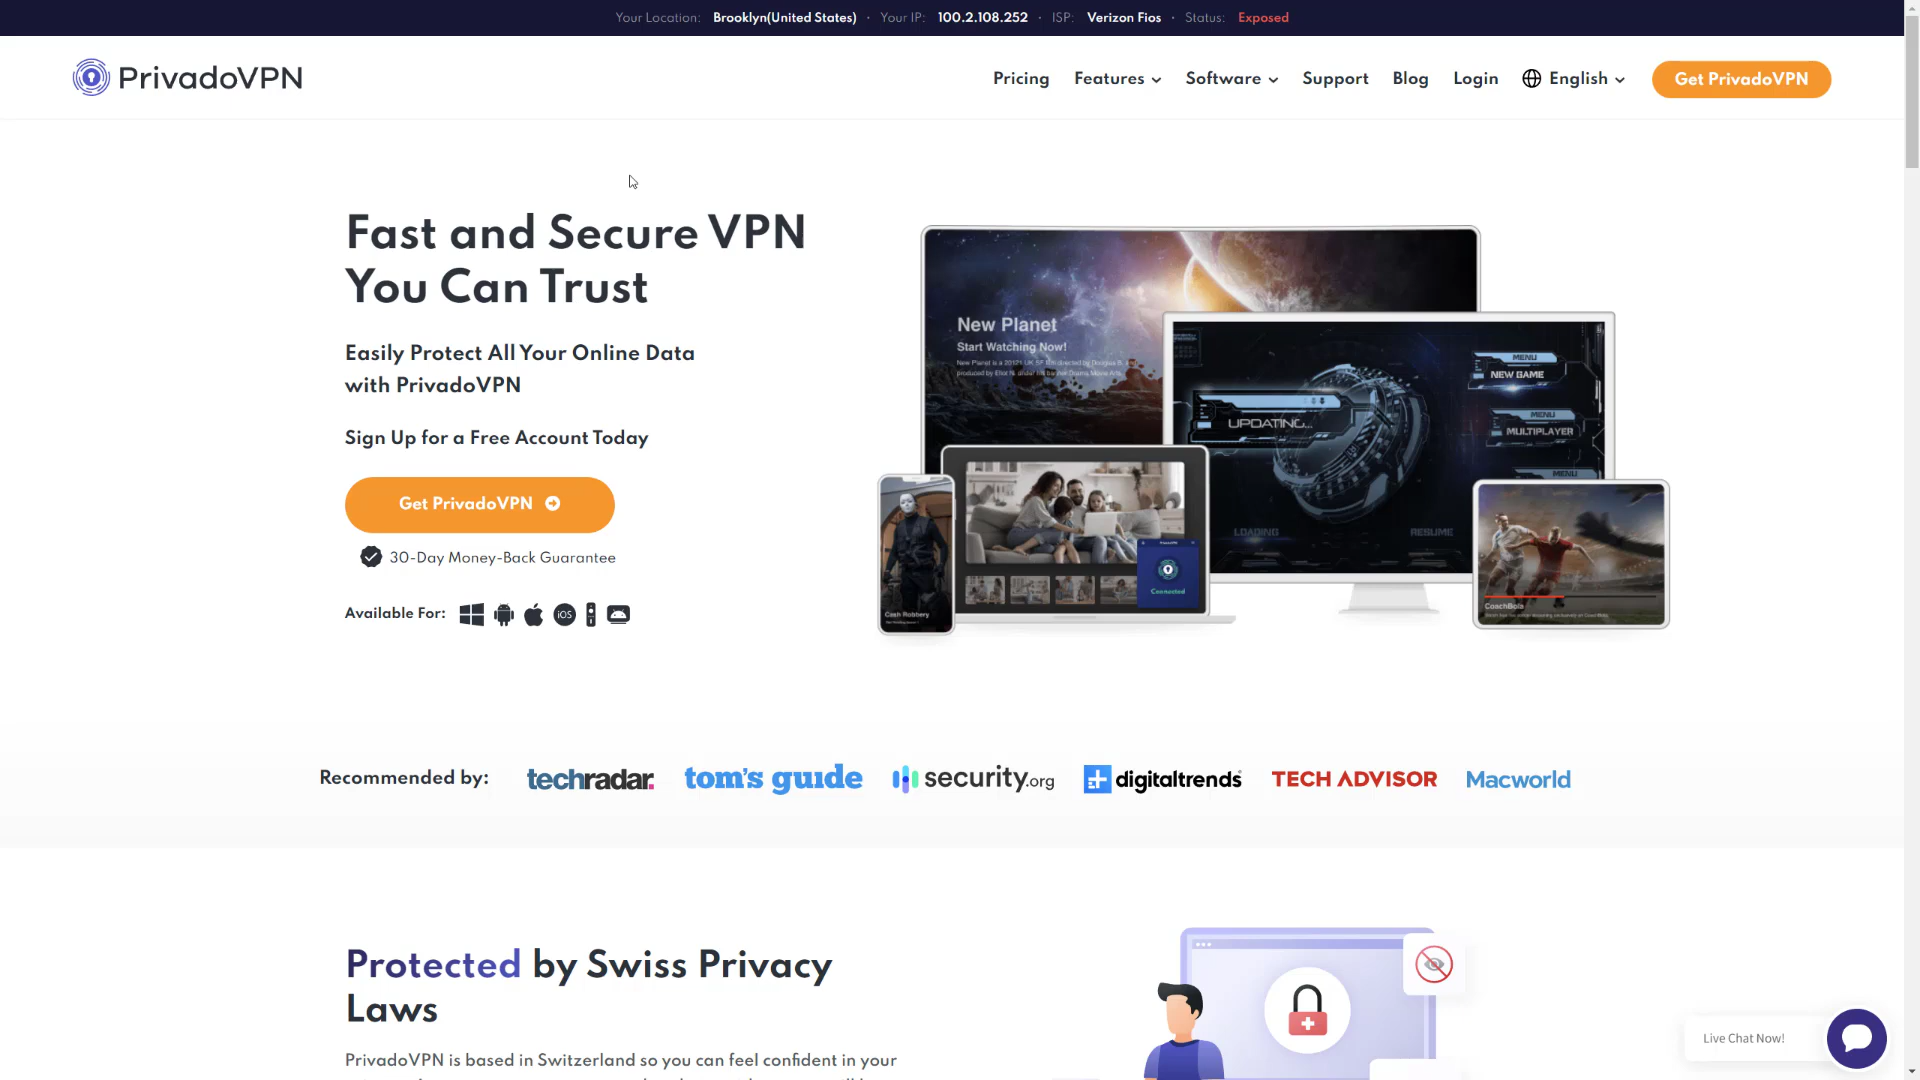 Your Location: Brooklyn(United States) · Your IP: 100.2.108.252 · ISP: Verizon Fios · Status: Exposed
PrivadoVPN
Pricing Features Software Support Blog Login English Get PrivadoVPN
Fast and Secure VPN
You Can Trust
Easily Protect All Your Online Data
with PrivadoVPN
Sign Up for a Free Account Today
Get PrivadoVPN
30-Day Money-Back Guarantee
Available For:
iOS
New Planet
Start Watching Now!
UPDATING...
MENU
NEW GAME
MENU
MULTIPLAYER
MENU
LOADING
RESUME
Cash Robbery
PrivadoVPN
Connected
CoachBola
Recommended by:
techradar.
tom's guide
security.org
digitaltrends
TECH ADVISOR
Macworld
Protected by Swiss Privacy
Laws
PrivadoVPN is based in Switzerland so you can feel confident in your
Live Chat Now!